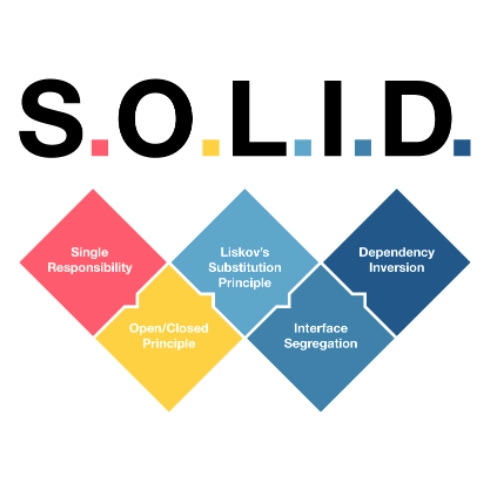 S.O.L.I.D.
Single
Responsibility
Open/Closed
Principle
Liskov's
Substitution
Principle
Interface
Segregation
Dependency
Inversion